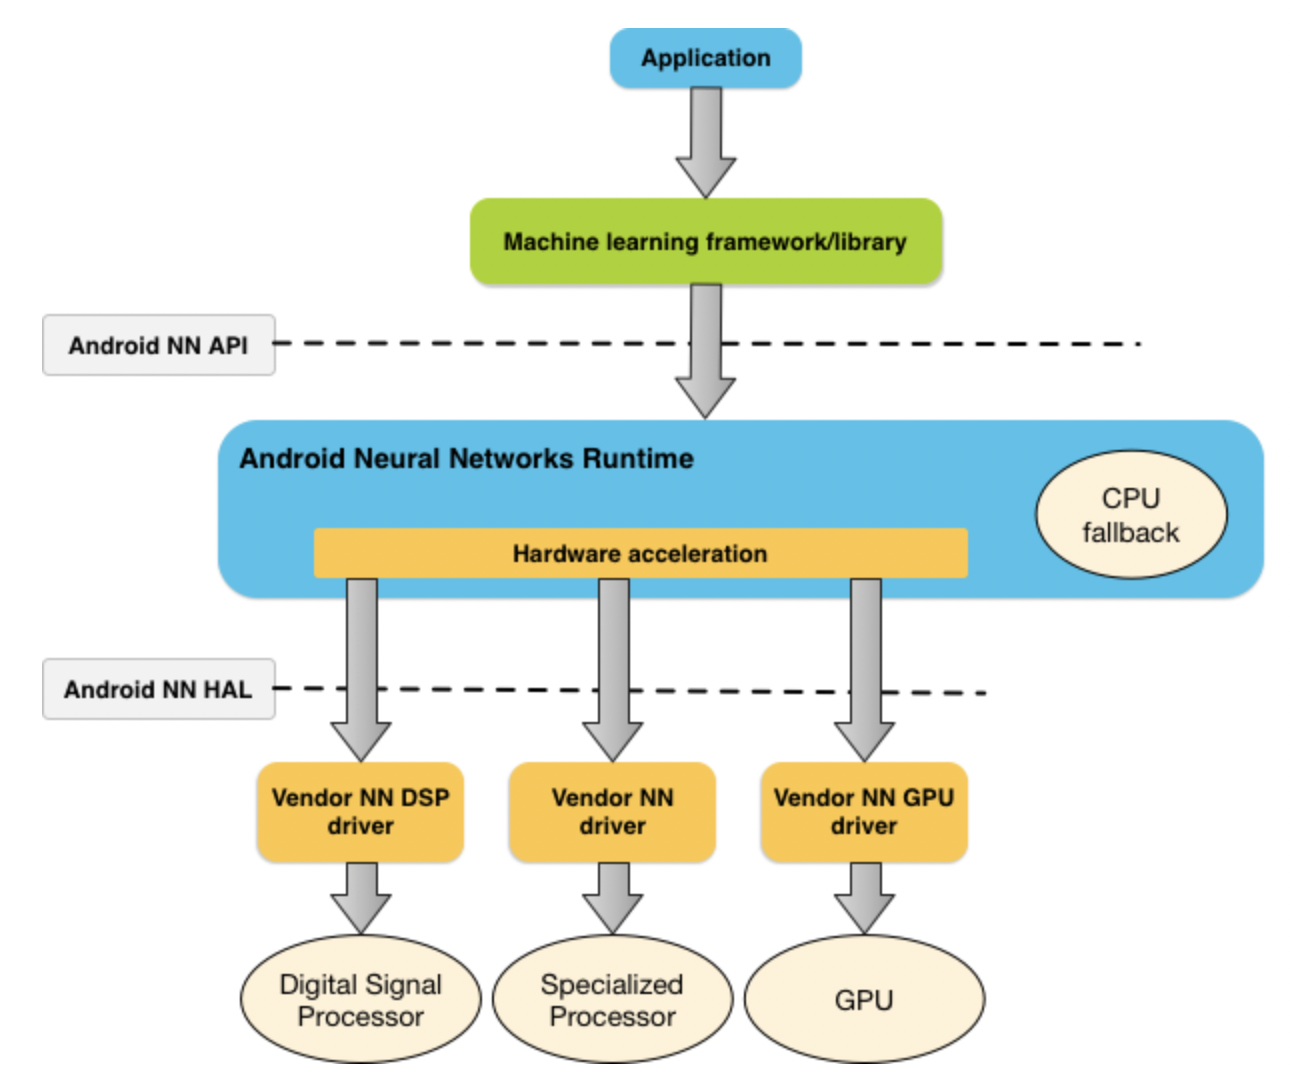 Application
Machine learning framework/library
Android NN API
Android Neural Networks Runtime
CPU
fallback
Hardware acceleration
Android NN HAL
Vendor NN DSP
driver
Vendor NN
driver
Vendor NN GPU
driver
Digital Signal
Processor
Specialized
Processor
GPU